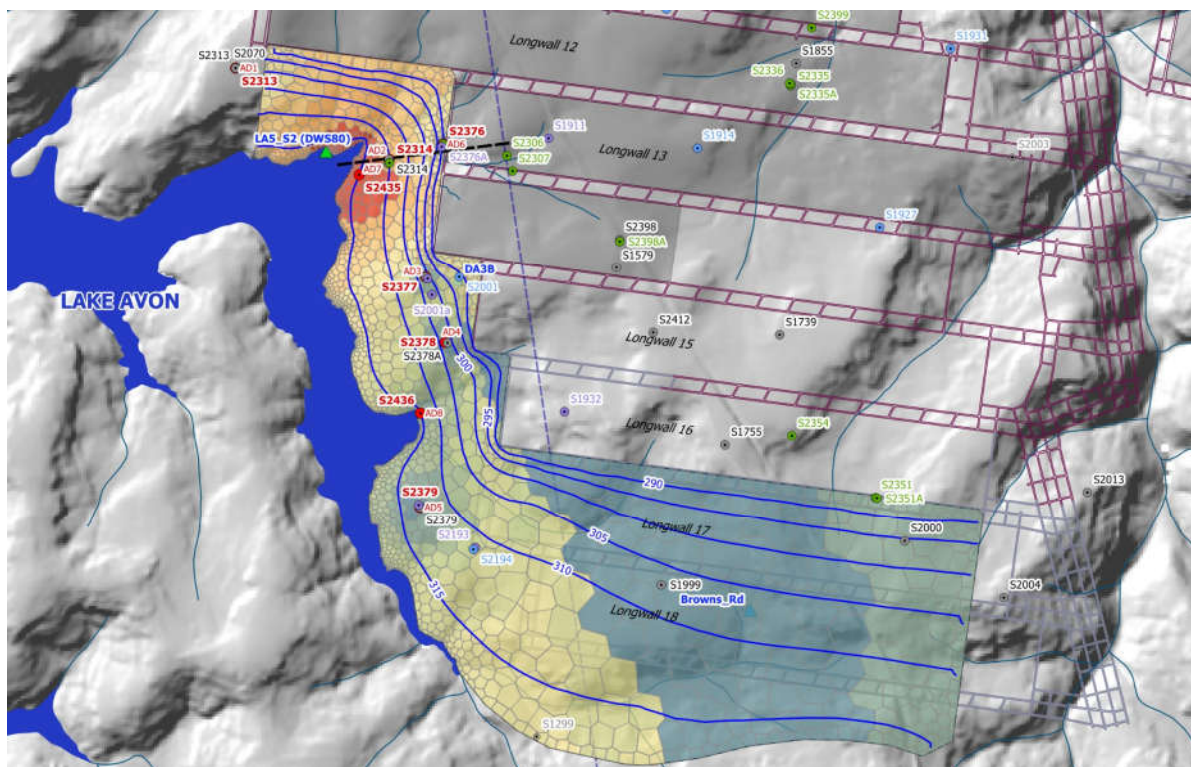 S2399
Longwall 12
S1931
S2313
S2070
AD1
S2313
S1855
S2336
S2335
S2335A
LA5_S2 (DWS80)
S2376
AD6
S2376A
S1911
S2306
S2307
AD2
S2314
S2314
AD7
S2435
Longwall 13
S1914
S2003
S1927
S2398
S2398A
S1579
AD3
S2377
DA3B
S2001
S2001a
LAKE AVON
AD4
S2378
S2378A
300
S2412
S1739
Longwall 15
S2436
AD8
295
S1932
Longwall 16
S1755
S2354
290
S2351
S2351A
S2013
S2379
AD5
S2379
S2193
S2194
Longwall 17
305
S2000
310
315
S1999
Browns_Rd
Longwall 18
S2004
S1299